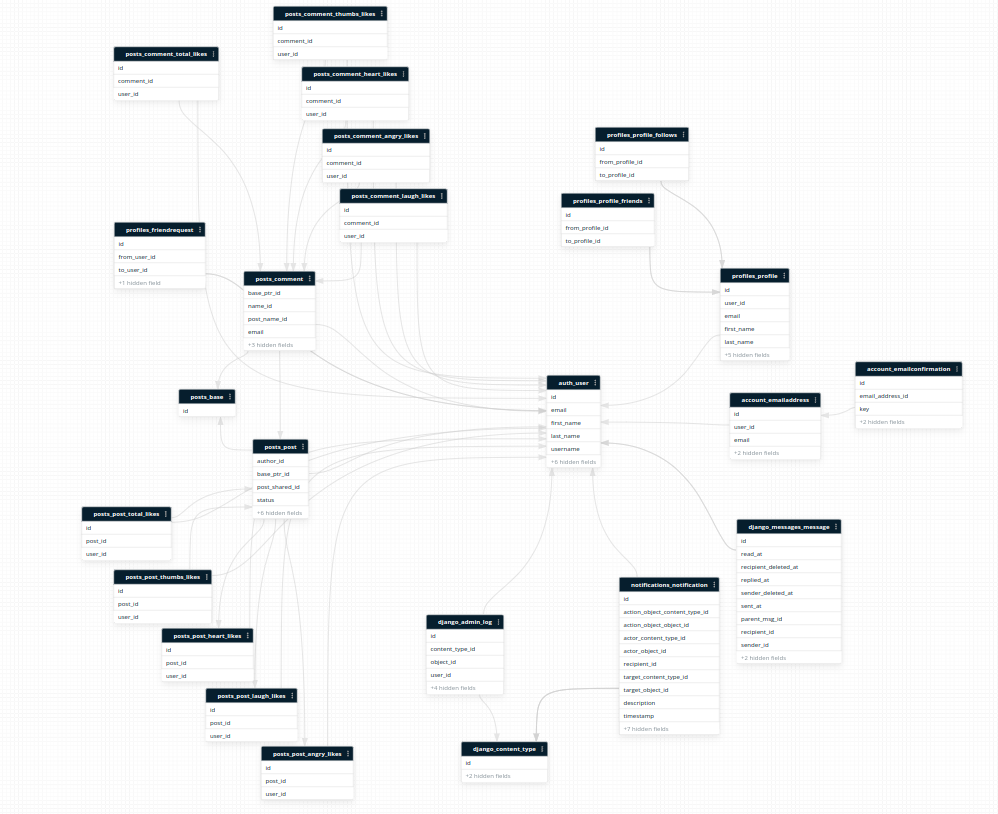 posts_comment_thumbs_likes
id
comment_id
user_id
posts_comment_total_likes
id
comment_id
user_id
posts_comment_heart_likes
id
comment_id
user_id
posts_comment_angry_likes
id
comment_id
user_id
posts_comment_laugh_likes
id
comment_id
user_id
profiles_profile_follows
id
from_profile_id
to_profile_id
profiles_profile_friends
id
from_profile_id
to_profile_id
profiles_friendrequest
id
from_user_id
to_user_id
+1 hidden field
posts_comment
base_ptr_id
name_id
post_name_id
email
+3 hidden fields
profiles_profile
id
user_id
email
first_name
last_name
+5 hidden fields
posts_base
id
auth_user
id
email
first_name
last_name
username
+6 hidden fields
account_emailaddress
id
user_id
email
+2 hidden fields
account_emailconfirmation
id
email_address_id
key
+2 hidden fields
posts_post
author_id
base_ptr_id
post_shared_id
status
+6 hidden fields
posts_post_total_likes
id
post_id
user_id
posts_post_thumbs_likes
id
post_id
user_id
posts_post_heart_likes
id
post_id
user_id
posts_post_laugh_likes
id
post_id
user_id
posts_post_angry_likes
id
post_id
user_id
django_admin_log
id
content_type_id
object_id
user_id
+4 hidden fields
django_content_type
id
+2 hidden fields
notifications_notification
id
action_object_content_type_id
action_object_object_id
actor_content_type_id
actor_object_id
recipient_id
target_content_type_id
target_object_id
description
timestamp
+7 hidden fields
django_messages_message
id
read_at
recipient_deleted_at
replied_at
sender_deleted_at
sent_at
parent_msg_id
recipient_id
sender_id
+2 hidden fields